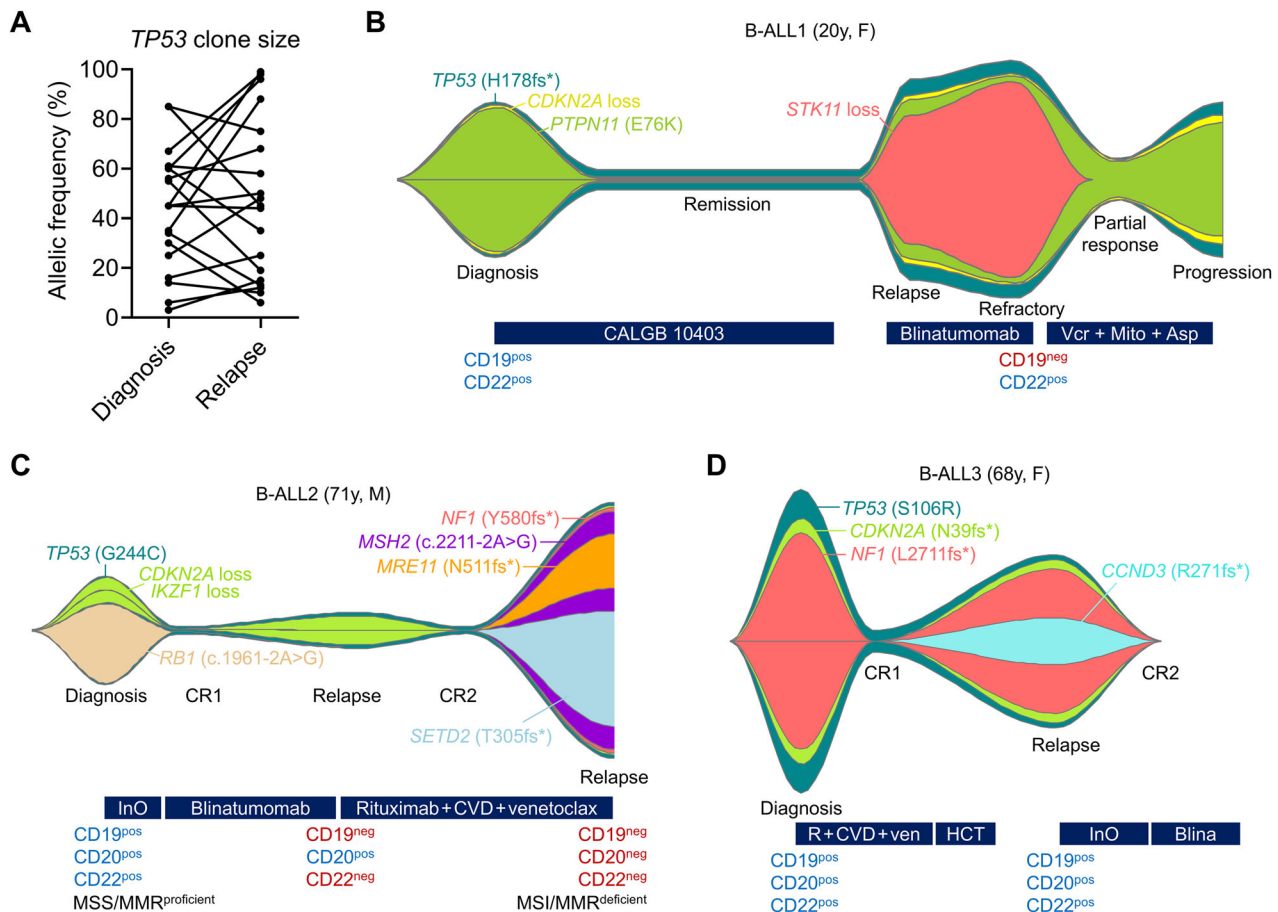 A
TP53 clone size
100
80
60
40
20
0
Allelic frequency (%)
Diagnosis
Relapse
B
B-ALL1 (20y, F)
TP53 (H178fs*)
CDKN2A loss
PTPN11 (E76K)
STK11 loss
Remission
Diagnosis
Relapse
Refractory
Partial
response
Progression
CALGB 10403
Blinatumomab
Vcr + Mito + Asp
CD19pos
CD22pos
CD19neg
CD22pos
C
B-ALL2 (71y, M)
TP53 (G244C)
CDKN2A loss
IKZF1 loss
RB1 (c.1961-2A>G)
NF1 (Y580fs*)
MSH2 (c.2211-2A>G)
MRE11 (N511fs*)
SETD2 (T305fs*)
Diagnosis
CR1
Relapse
CR2
Relapse
InO
Blinatumomab
Rituximab+CVD+venetoclax
CD19pos
CD20pos
CD22pos
MSS/MMRproficient
CD19neg
CD20pos
CD22neg
CD19neg
CD20neg
CD22neg
MSI/MMRdeficient
D
B-ALL3 (68y, F)
TP53 (S106R)
CDKN2A (N39fs*)
NF1 (L2711fs*)
CCND3 (R271fs*)
CR1
CR2
Relapse
Diagnosis
R+CVD+ven
HCT
InO
Blina
CD19pos
CD20pos
CD22pos
CD19pos
CD20pos
CD22pos